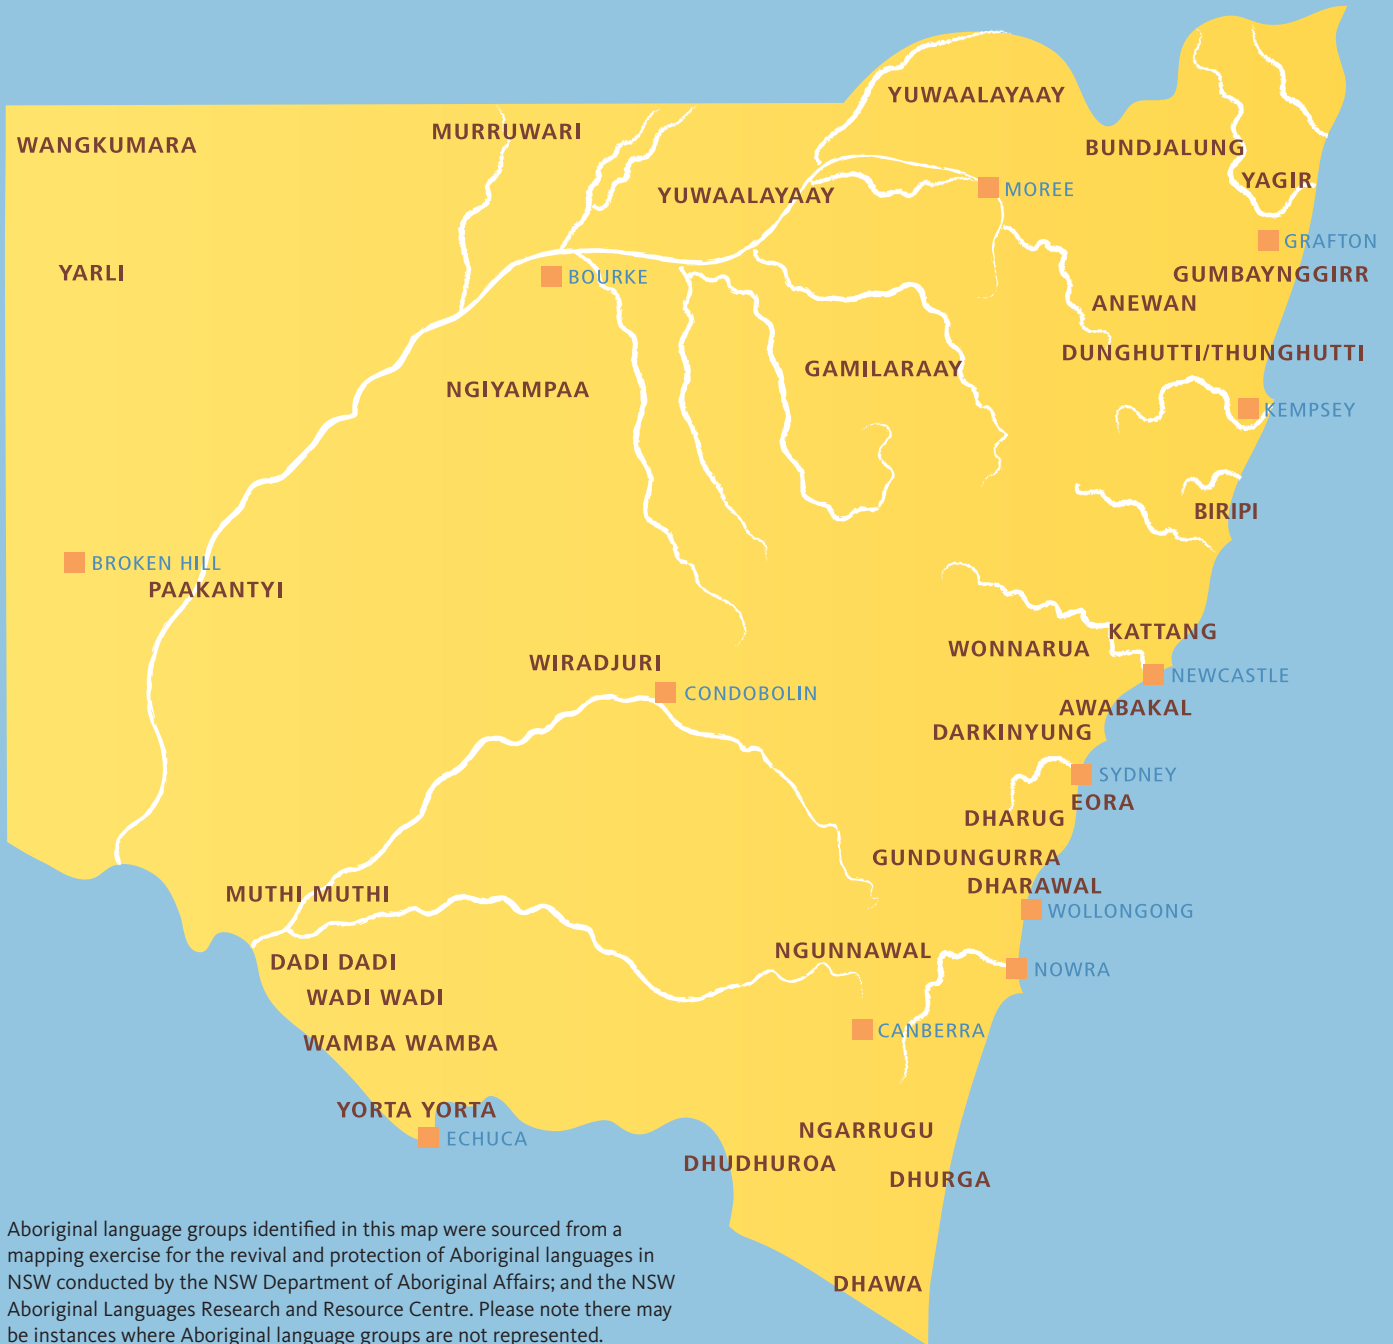 YUWAALAYAAY
MURRUWARI
WANGKUMARA
BUNDJALUNG
YAGIR
YUWAALAYAAY
MOREE
GRAFTON
YARLI
BOURKE
GUMBAYNGGIRR
ANEWAN
DUNGHUTTI/THUNGHUTTI
GAMILARAAY
NGIYAMPAA
KEMPSEY
BIRIPI
BROKEN HILL
PAAKANTYI
KATTANG
WONNARUA
WIRADJURI
NEWCASTLE
CONDOBOLIN
AWABAKAL
DARKINYUNG
SYDNEY
EORA
DHARUG
GUNDUNGURRA
DHARAWAL
MUTHI MUTHI
WOLLONGONG
NGUNNAWAL
DADI DADI
NOWRA
WADI WADI
CANBERRA
WAMBA WAMBA
YORTA YORTA
NGARRUGU
ECHUCA
DHUDHUROA
DHURGA
Aboriginal language groups identified in this map were sourced from a
mapping exercise for the revival and protection of Aboriginal languages in
NSW conducted by the NSW Department of Aboriginal Affairs; and the NSW
Aboriginal Languages Research and Resource Centre. Please note there may
be instances where Aboriginal language groups are not represented.
DHAWA